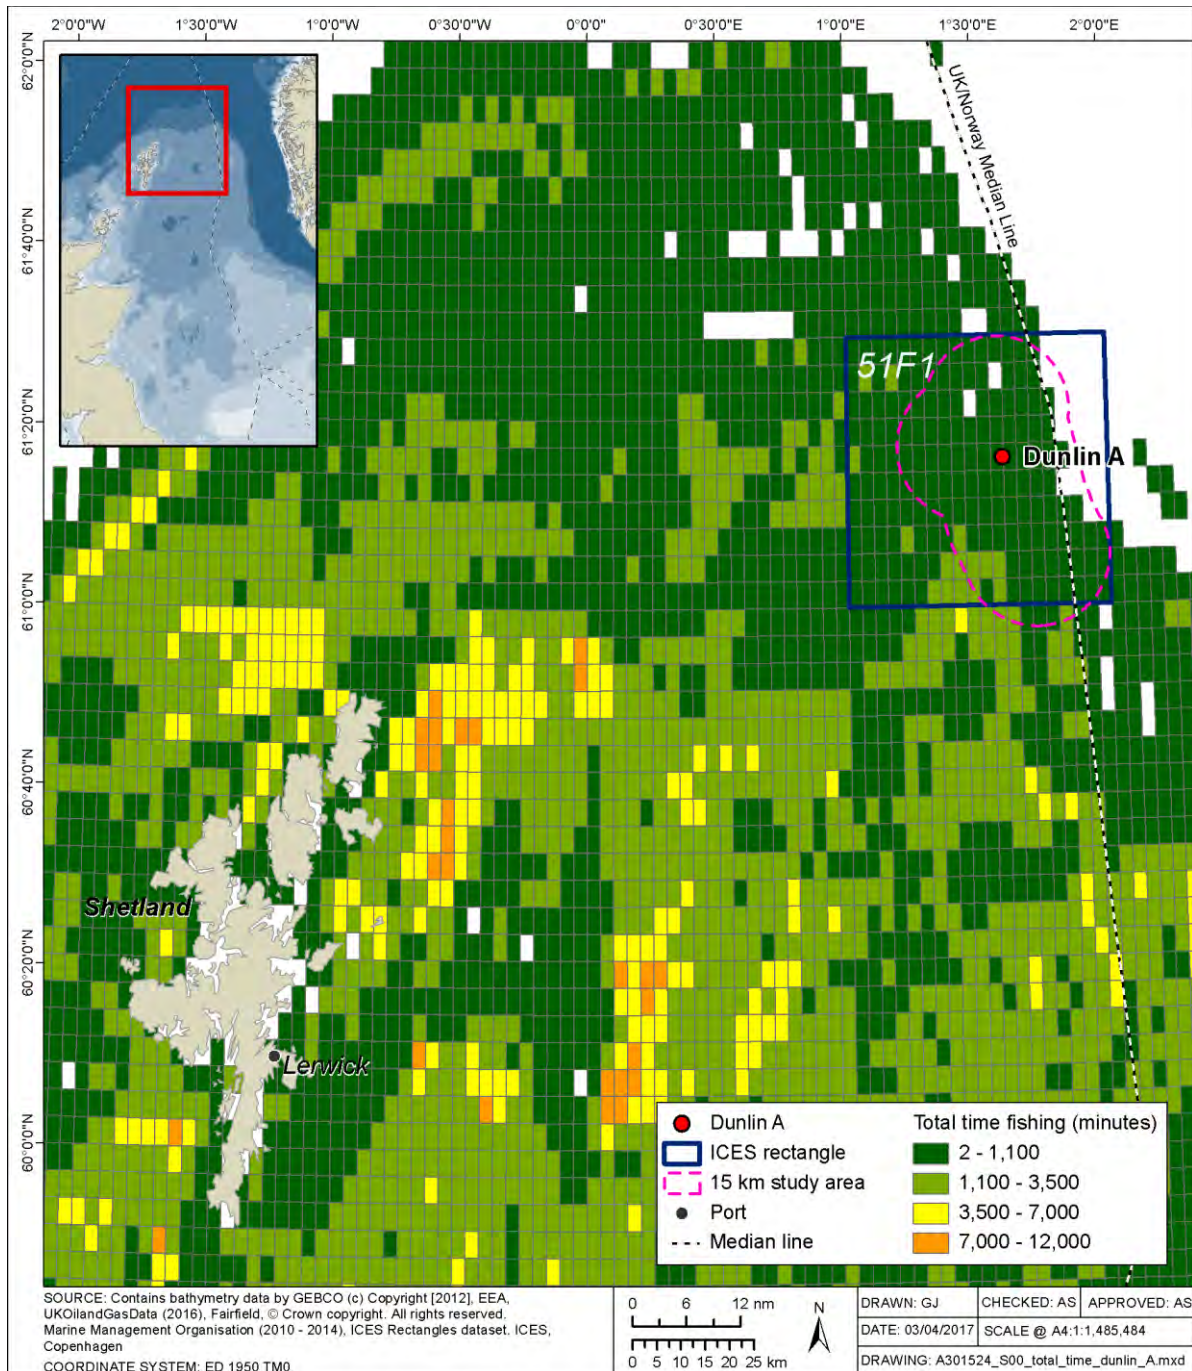 2°0'0"W 1°30'0"W 1°0'0"W 0°30'0"W 0°0'0"E 0°30'0"E 1°0'0"E 1°30'0"E 2°0'0"E
62°0'0"N
61°40'0"N
61°20'0"N
61°0'0"N
60°40'0"N
60°20'0"N
60°0'0"N
UK/Norway Median Line
51F1
Dunlin A
Shetland
Lerwick
Dunlin A
ICES rectangle
15 km study area
Port
Median line
Total time fishing (minutes)
2 - 1,100
1,100 - 3,500
3,500 - 7,000
7,000 - 12,000
SOURCE: Contains bathymetry data by GEBCO (c) Copyright [2012], EEA,
UKOilandGasData (2016), Fairfield, © Crown copyright. All rights reserved.
Marine Management Organisation (2010 - 2014), ICES Rectangles dataset. ICES,
Copenhagen
COORDINATE SYSTEM: ED 1950 TM0
0 6 12 nm
0 5 10 15 20 25 km
N
DRAWN: GJ CHECKED: AS APPROVED: AS
DATE: 03/04/2017 SCALE @ A4:1:1,485,484
DRAWING: A301524_S00_total_time_dunlin_A.mxd